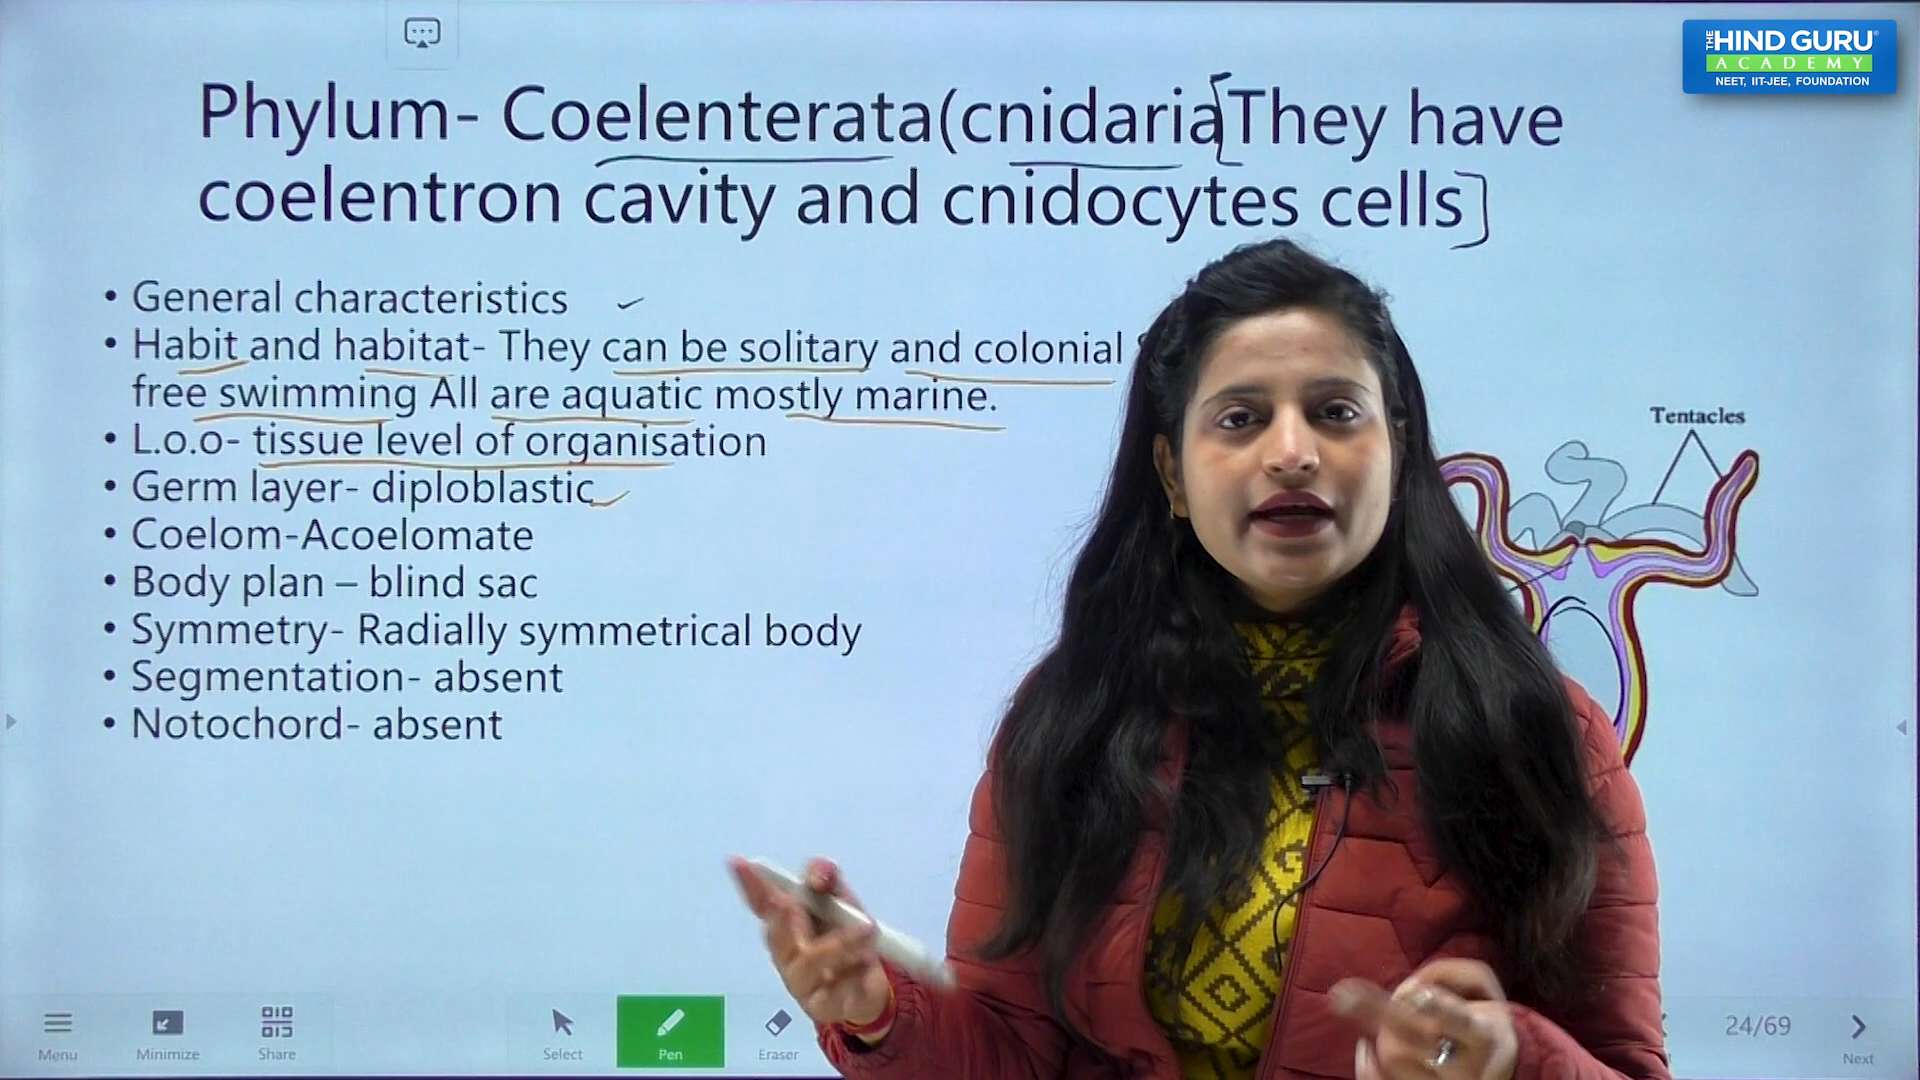 THE HIND GURU
ACADEMY
NEET, IIT-JEE, FOUNDATION
Phylum- Coelenterata(cnidaria[They have
coelentron cavity and cnidocytes cells]
• General characteristics
• Habit and habitat- They can be solitary and colonial
free swimming All are aquatic mostly marine.
• L.o.o- tissue level of organisation
• Germ layer- diploblastic
• Coelom-Acoelomate
• Body plan – blind sac
• Symmetry- Radially symmetrical body
• Segmentation- absent
• Notochord- absent
Tentacles
Menu
Minimize
Share
Select
Pen
Eraser
24/69
Next